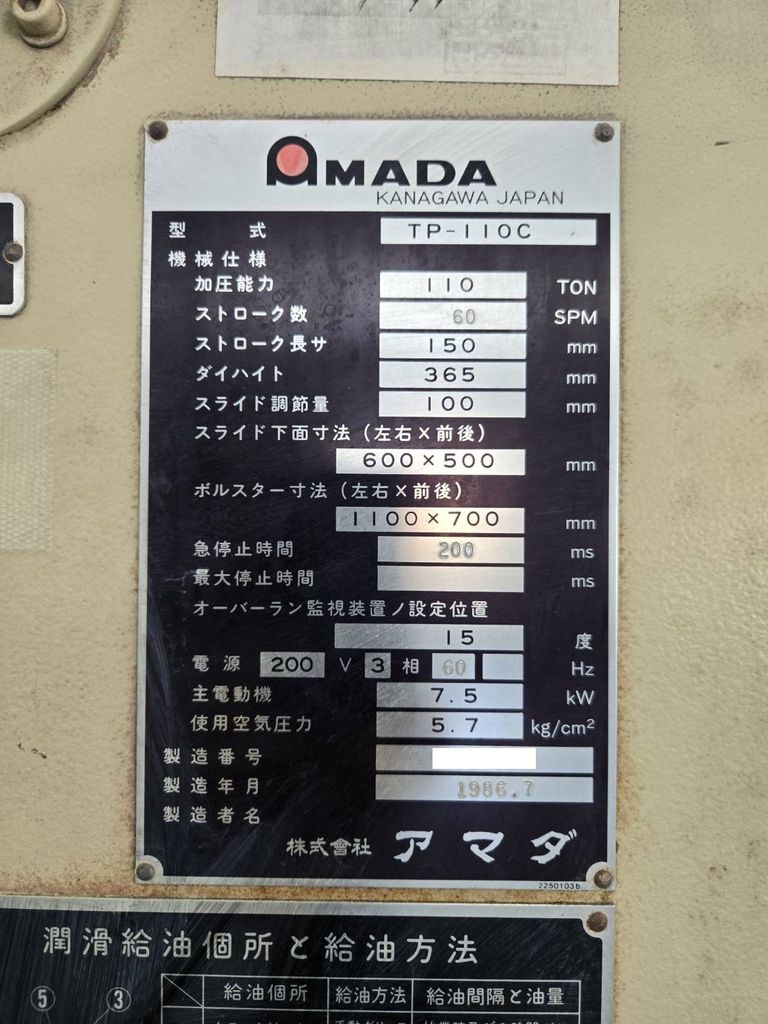 AMADA
KANAGAWA JAPAN
型 式 TP-110C
機械仕様
加圧能力 110 TON
ストローク数 60 SPM
ストローク長サ 150 mm
ダイハイト 365 mm
スライド調節量 100 mm
スライド下面寸法(左右×前後)
600×500 mm
ボルスター寸法(左右×前後)
1100×700 mm
急停止時間 200 ms
最大停止時間 ms
オーバーラン監視装置ノ設定位置
15 度
電源 200 V 3 相 60 Hz
主電動機 7.5 kW
使用空気圧力 5.7 kg/cm²
製造番号
製造年月 1986.7
製造者名
株式會社 アマダ
2250103b
潤滑給油個所と給油方法
⑤ ③ 給油個所 給油方法 給油間隔と油量